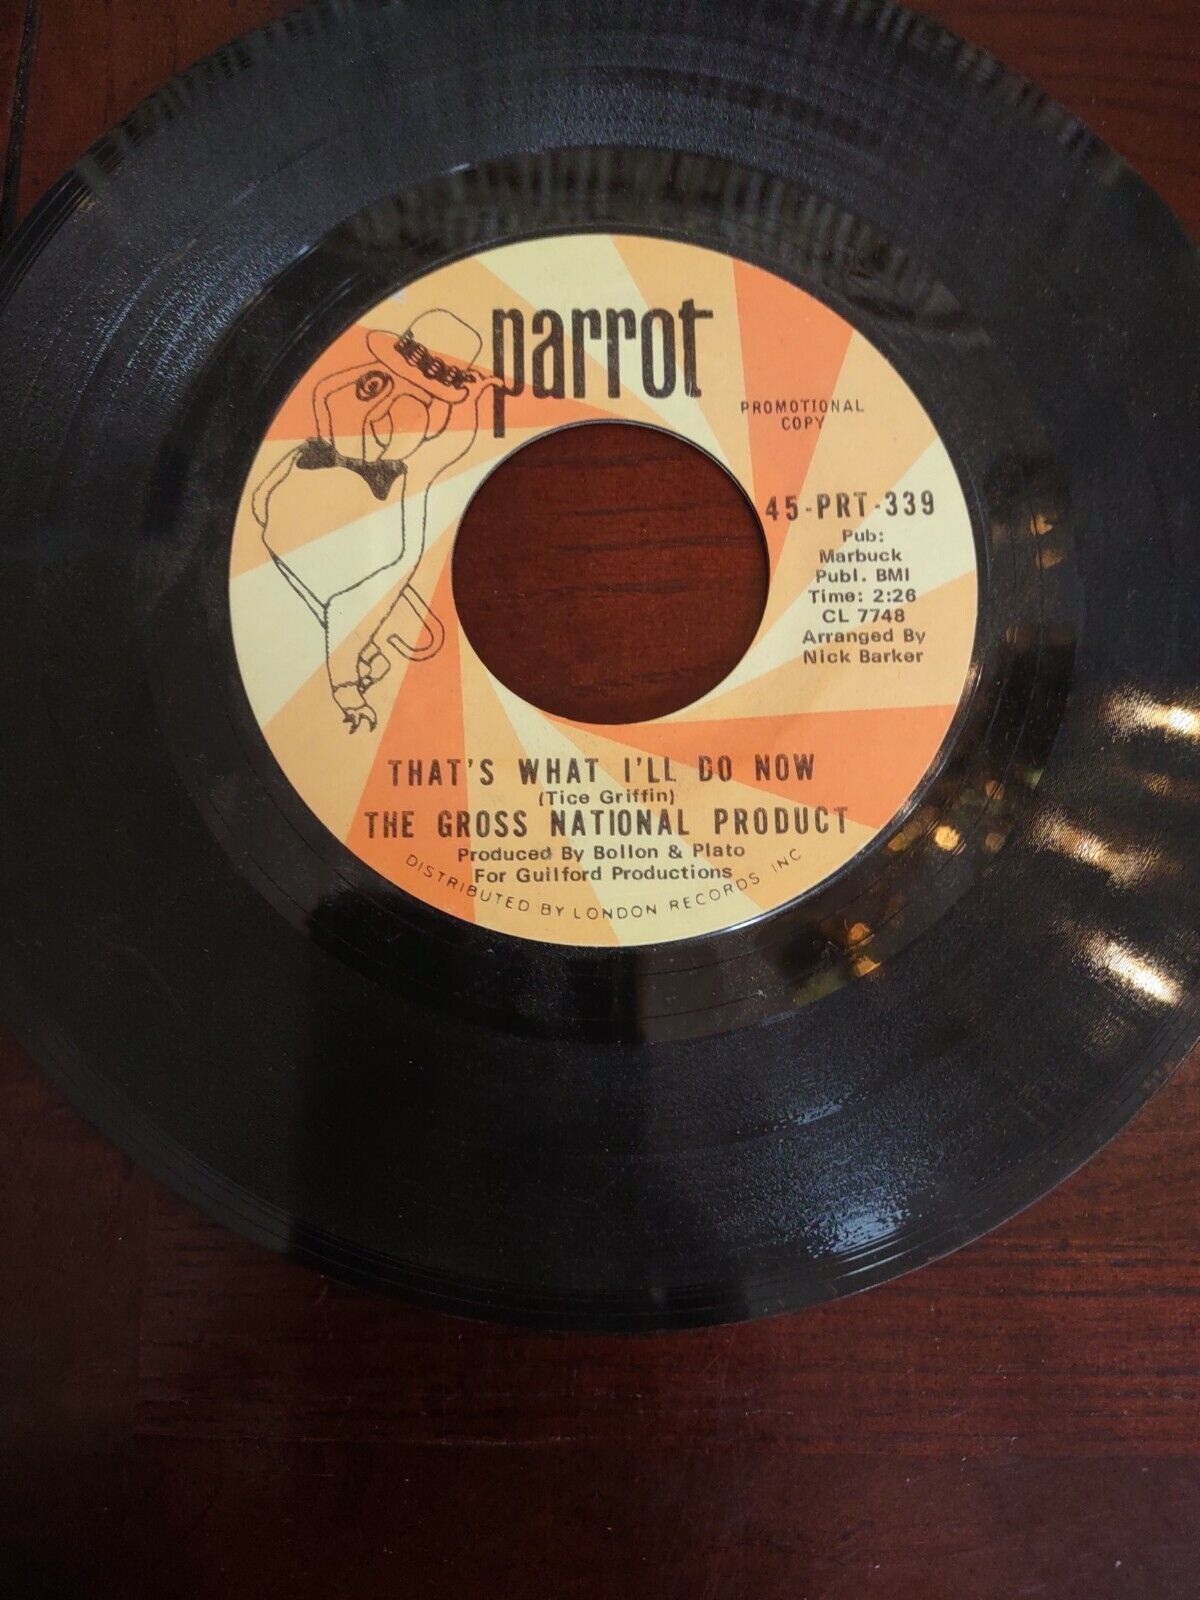 parrot
PROMOTIONAL
COPY
45-PRT-339
Pub:
Marbuck
Publ. BMI
Time: 2:26
CL 7748
Arranged By
Nick Barker
THAT'S WHAT I'LL DO NOW
(Tice Griffin)
THE GROSS NATIONAL PRODUCT
Produced By Bollon & Plato
For Guilford Productions
DISTRIBUTED BY LONDON RECORDS INC